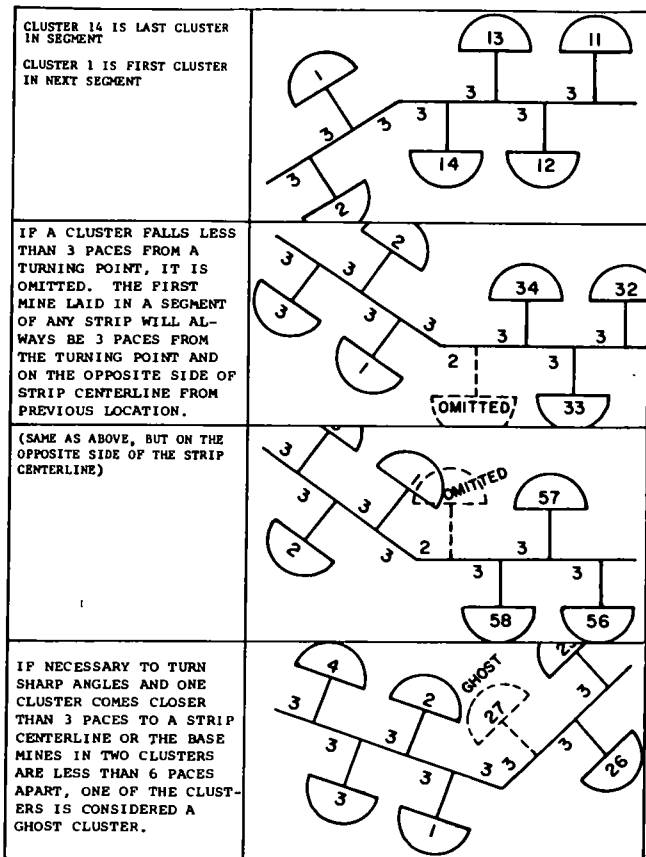 CLUSTER 14 IS LAST CLUSTER
IN SEGMENT
CLUSTER 1 IS FIRST CLUSTER
IN NEXT SEGMENT
13 11
1
3 3
3 3 3
3
3
14 12
2
IF A CLUSTER FALLS LESS
THAN 3 PACES FROM A
TURNING POINT, IT IS
OMITTED. THE FIRST
MINE LAID IN A SEGMENT
OF ANY STRIP WILL AL-
WAYS BE 3 PACES FROM
THE TURNING POINT AND
ON THE OPPOSITE SIDE OF
STRIP CENTERLINE FROM
PREVIOUS LOCATION.
2
3
3
34 32
3
3
3
3 3
3
1
2 3
OMITTED
33
(SAME AS ABOVE, BUT ON THE
OPPOSITE SIDE OF THE STRIP
CENTERLINE)
3
1
OMITTED
57
3
3
2
3
2 3
3 3
58 56
IF NECESSARY TO TURN
SHARP ANGLES AND ONE
CLUSTER COMES CLOSER
THAN 3 PACES TO A STRIP
CENTERLINE OR THE BASE
MINES IN TWO CLUSTERS
ARE LESS THAN 6 PACES
APART, ONE OF THE CLUST-
ERS IS CONSIDERED A
GHOST CLUSTER.
4
2
GHOST
27
25
3
3
3
3
3
3
3
3
26
3
1